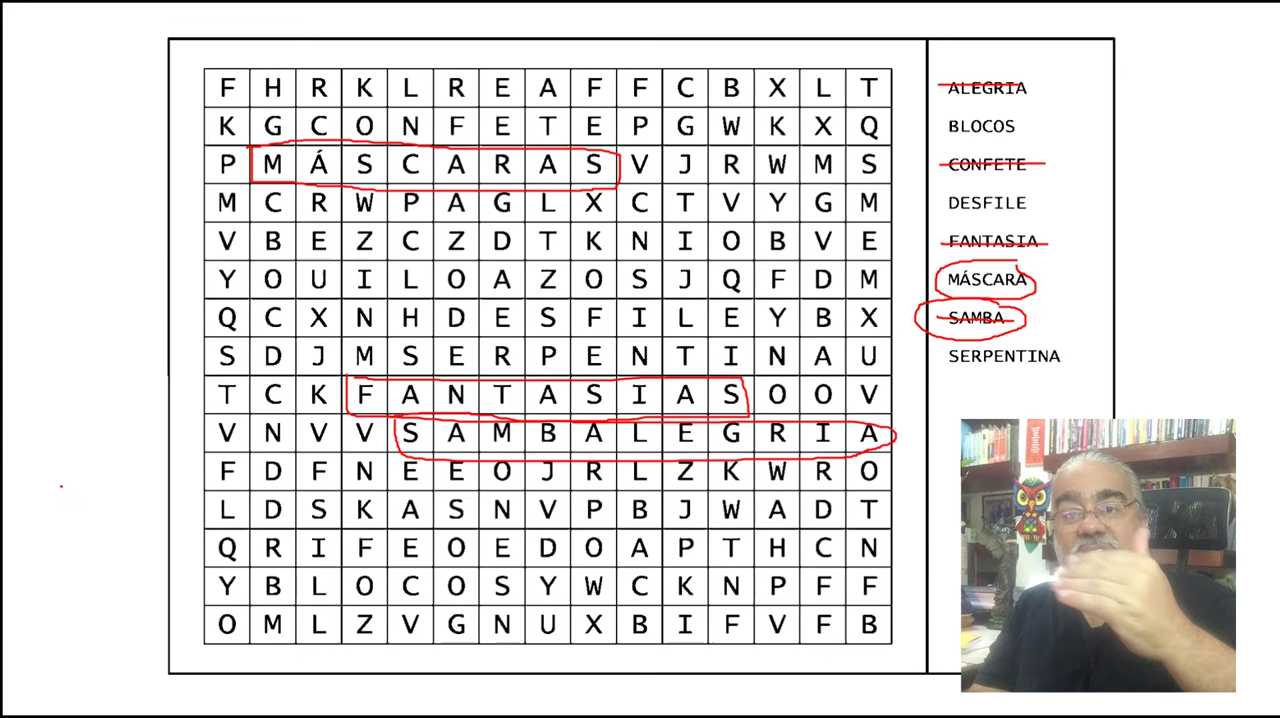 F H R K L R E A F F C B X L T
K G C O N F E T E P G W K X Q
P M Á S C A R A S V J R W M S
M C R W P A G L X C T V Y G M
V B E Z C Z D T K N I O B V E
Y O U I L O A Z O S J Q F D M
Q C X N H D E S F I L E Y B X
S D J M S E R P E N T I N A U
T C K F A N T A S I A S O O V
V N V V S A M B A L E G R I A
F D F N E E O J R L Z K W R O
L D S K A S N V P B J W A D T
Q R I F E O E D O A P T H C N
Y B L O C O S Y W C K N P F F
O M L Z V G N U X B I F V F B
ALEGRIA
BLOCOS
CONFETE
DESFILE
FANTASIA
MÁSCARA
SAMBA
SERPENTINA